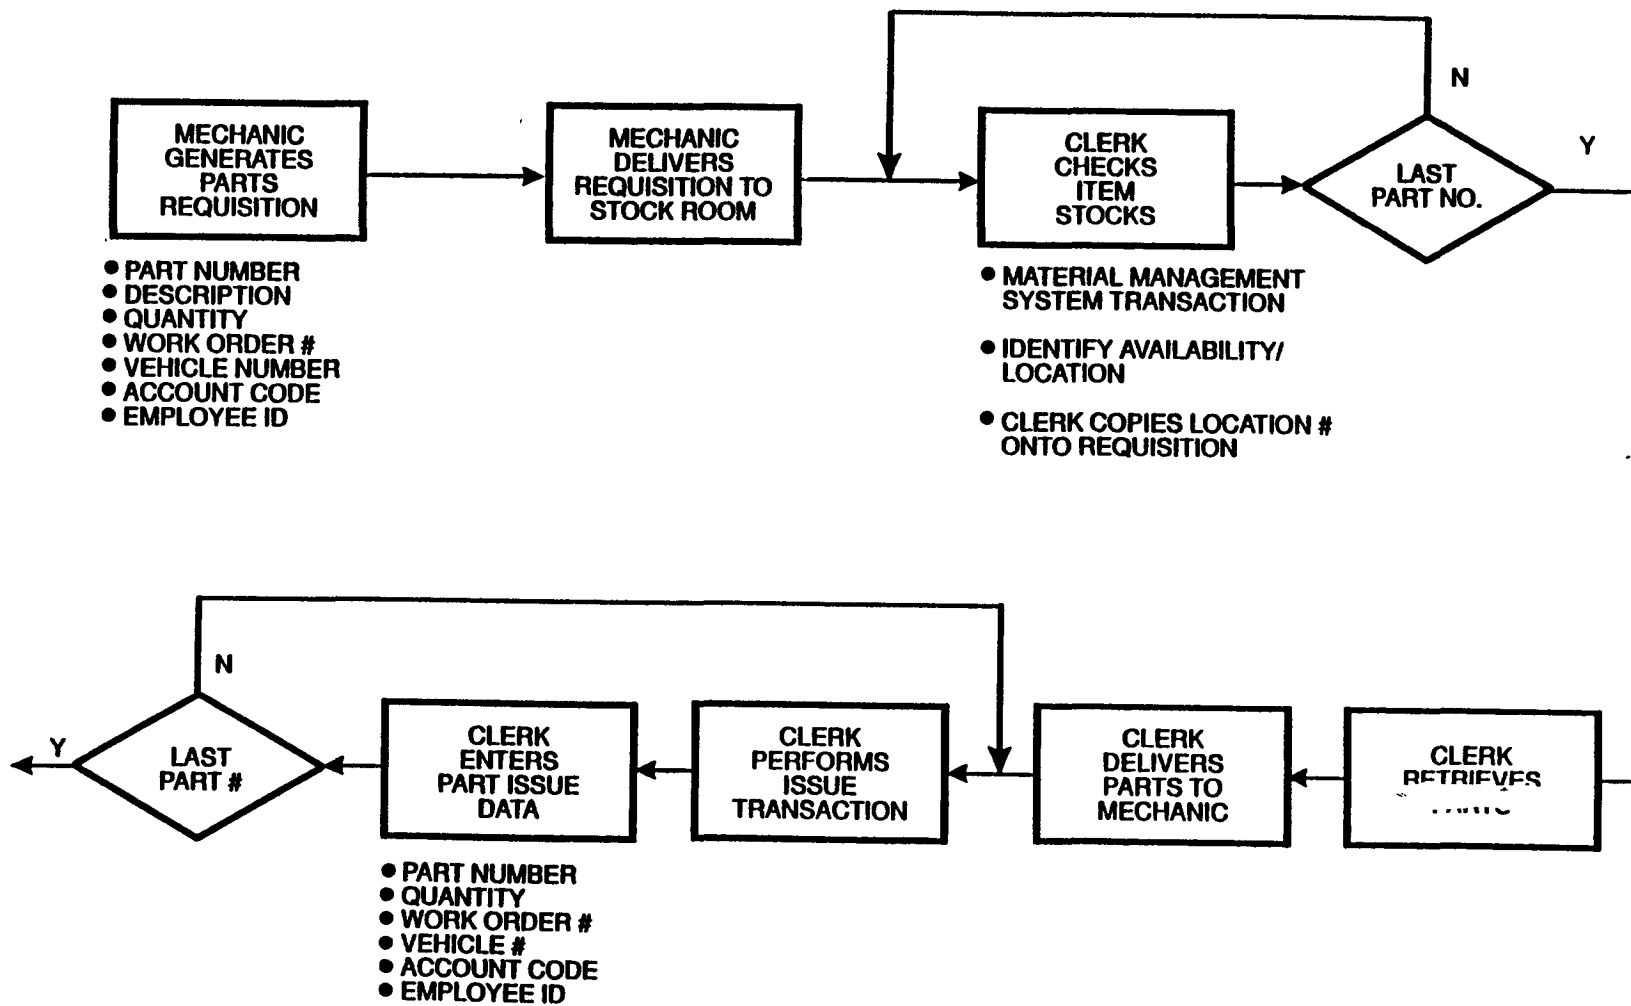 MECHANIC
GENERATES
PARTS
REQUISITION
● PART NUMBER
● DESCRIPTION
● QUANTITY
● WORK ORDER #
● VEHICLE NUMBER
● ACCOUNT CODE
● EMPLOYEE ID
MECHANIC
DELIVERS
REQUISITION TO
STOCK ROOM
CLERK
CHECKS
ITEM
STOCKS
● MATERIAL MANAGEMENT
SYSTEM TRANSACTION
● IDENTIFY AVAILABILITY/
LOCATION
● CLERK COPIES LOCATION #
ONTO REQUISITION
N
LAST
PART NO.
Y
N
Y
LAST
PART #
CLERK
ENTERS
PART ISSUE
DATA
● PART NUMBER
● QUANTITY
● WORK ORDER #
● VEHICLE #
● ACCOUNT CODE
● EMPLOYEE ID
CLERK
PERFORMS
ISSUE
TRANSACTION
CLERK
DELIVERS
PARTS TO
MECHANIC
CLERK
RETRIEVES